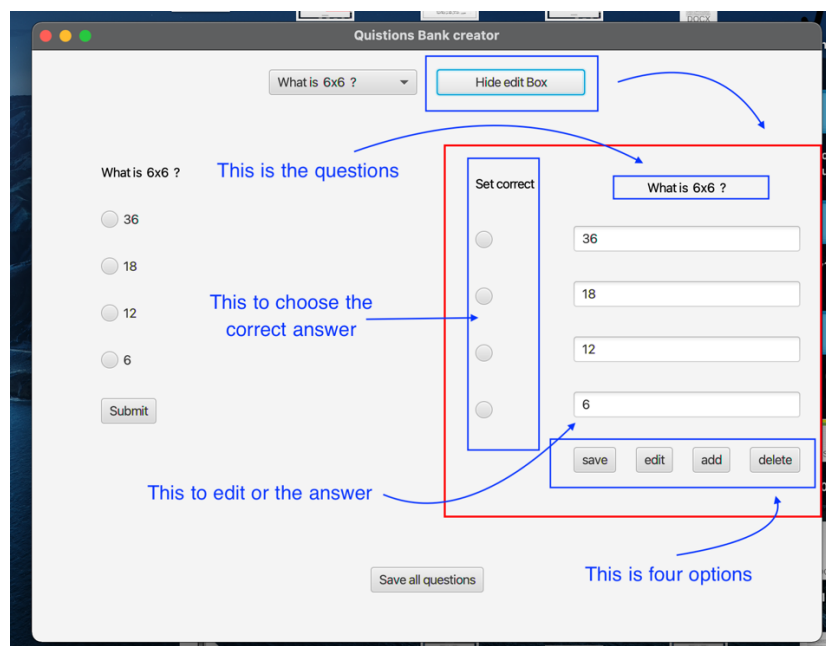 DOCX
Quistions Bank creator
What is 6x6 ?
Hide edit Box
This is the questions
What is 6x6 ?
Set correct
What is 6x6 ?
36
36
18
18
This to choose the
correct answer
12
12
6
6
Submit
save
edit
add
delete
This to edit or the answer
This is four options
Save all questions